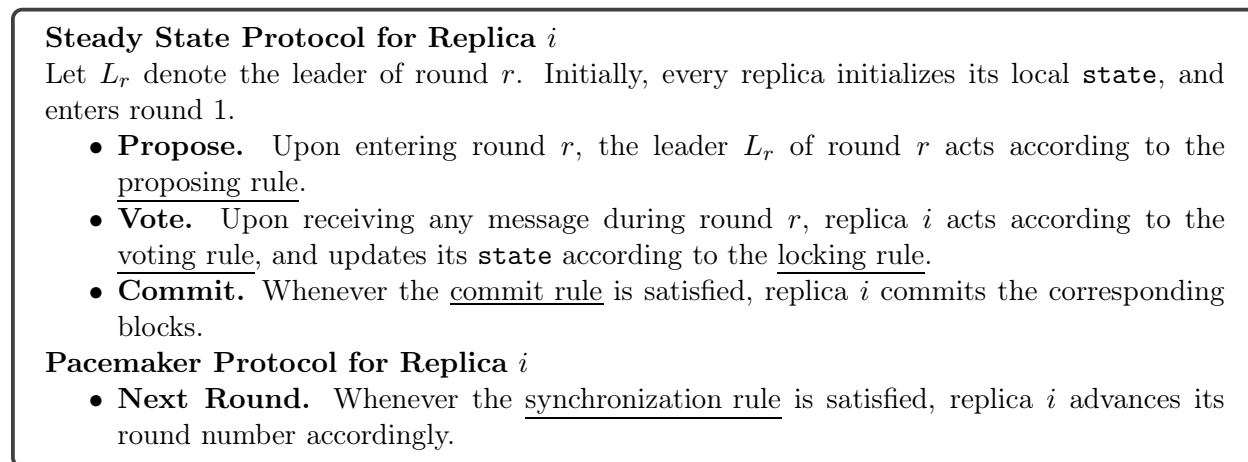 Steady State Protocol for Replica i
Let L_r denote the leader of round r. Initially, every replica initializes its local state, and
enters round 1.
• Propose. Upon entering round r, the leader L_r of round r acts according to the
proposing rule.
• Vote. Upon receiving any message during round r, replica i acts according to the
voting rule, and updates its state according to the locking rule.
• Commit. Whenever the commit rule is satisfied, replica i commits the corresponding
blocks.
Pacemaker Protocol for Replica i
• Next Round. Whenever the synchronization rule is satisfied, replica i advances its
round number accordingly.